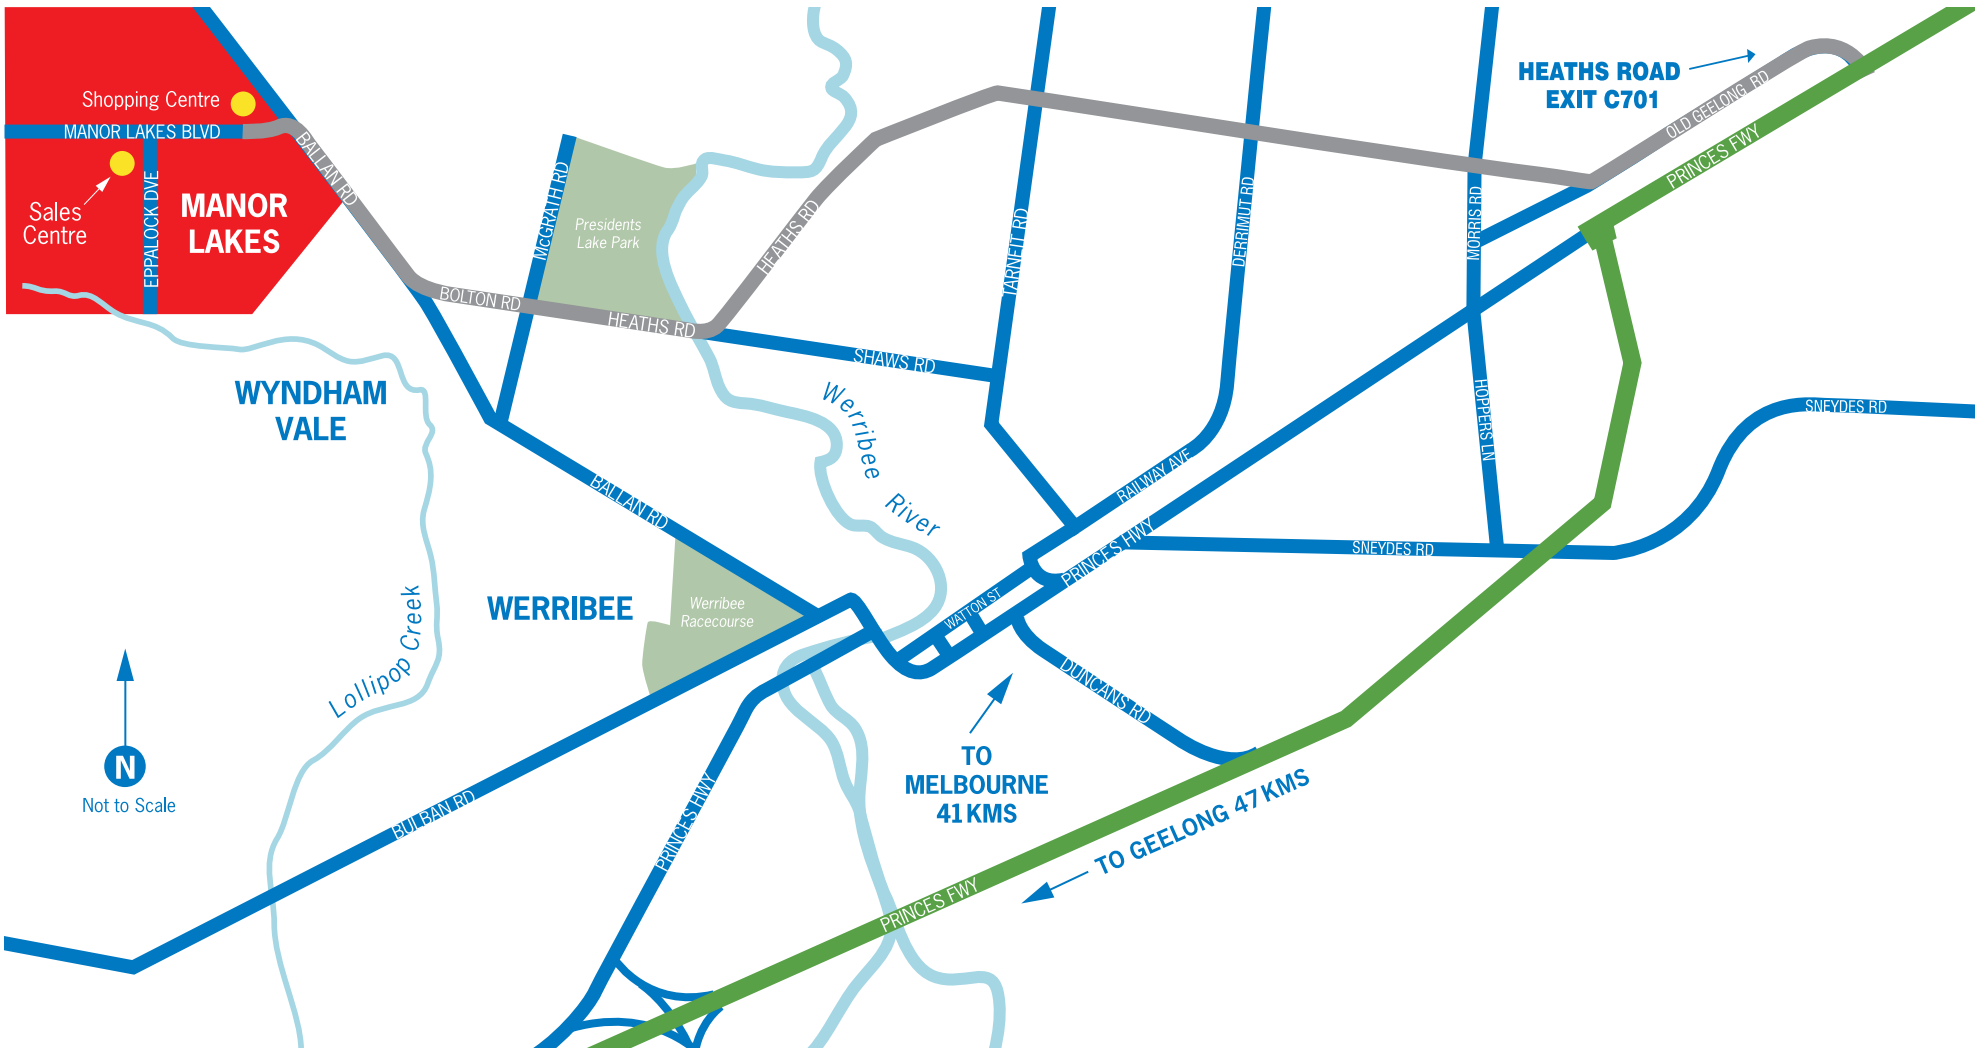 HEATHS ROAD
EXIT C701
OLD GEELONG RD
PRINCES FWY
Shopping Centre
MANOR LAKES BLVD
BALLAN RD
Sales
Centre
EPPALOCK DVE
MANOR
LAKES
McGRATH RD
Presidents
Lake Park
HEATHS RD
TARNEIT RD
DERRIMUT RD
MORRIS RD
BOLTON RD
HEATHS RD
SHAWS RD
WYNDHAM
VALE
Werribee River
HOPPERS LN
SNEYDES RD
BALLAN RD
RAILWAY AVE
PRINCES HWY
SNEYDES RD
WERRIBEE
Werribee
Racecourse
WATTON ST
Lollipop Creek
DUNCANS RD
N
Not to Scale
TO
MELBOURNE
41 KMS
BULBAN RD
PRINCES HWY
TO GEELONG 47 KMS
PRINCES FWY